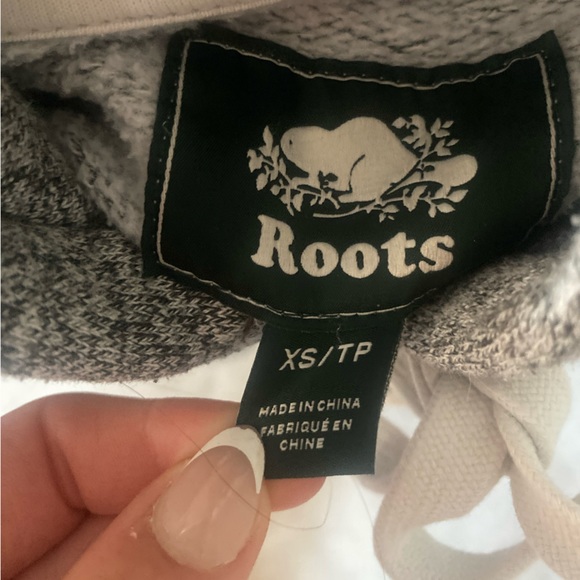 Roots
XS/TP
MADE IN CHINA
FABRIQUÉ EN
CHINE